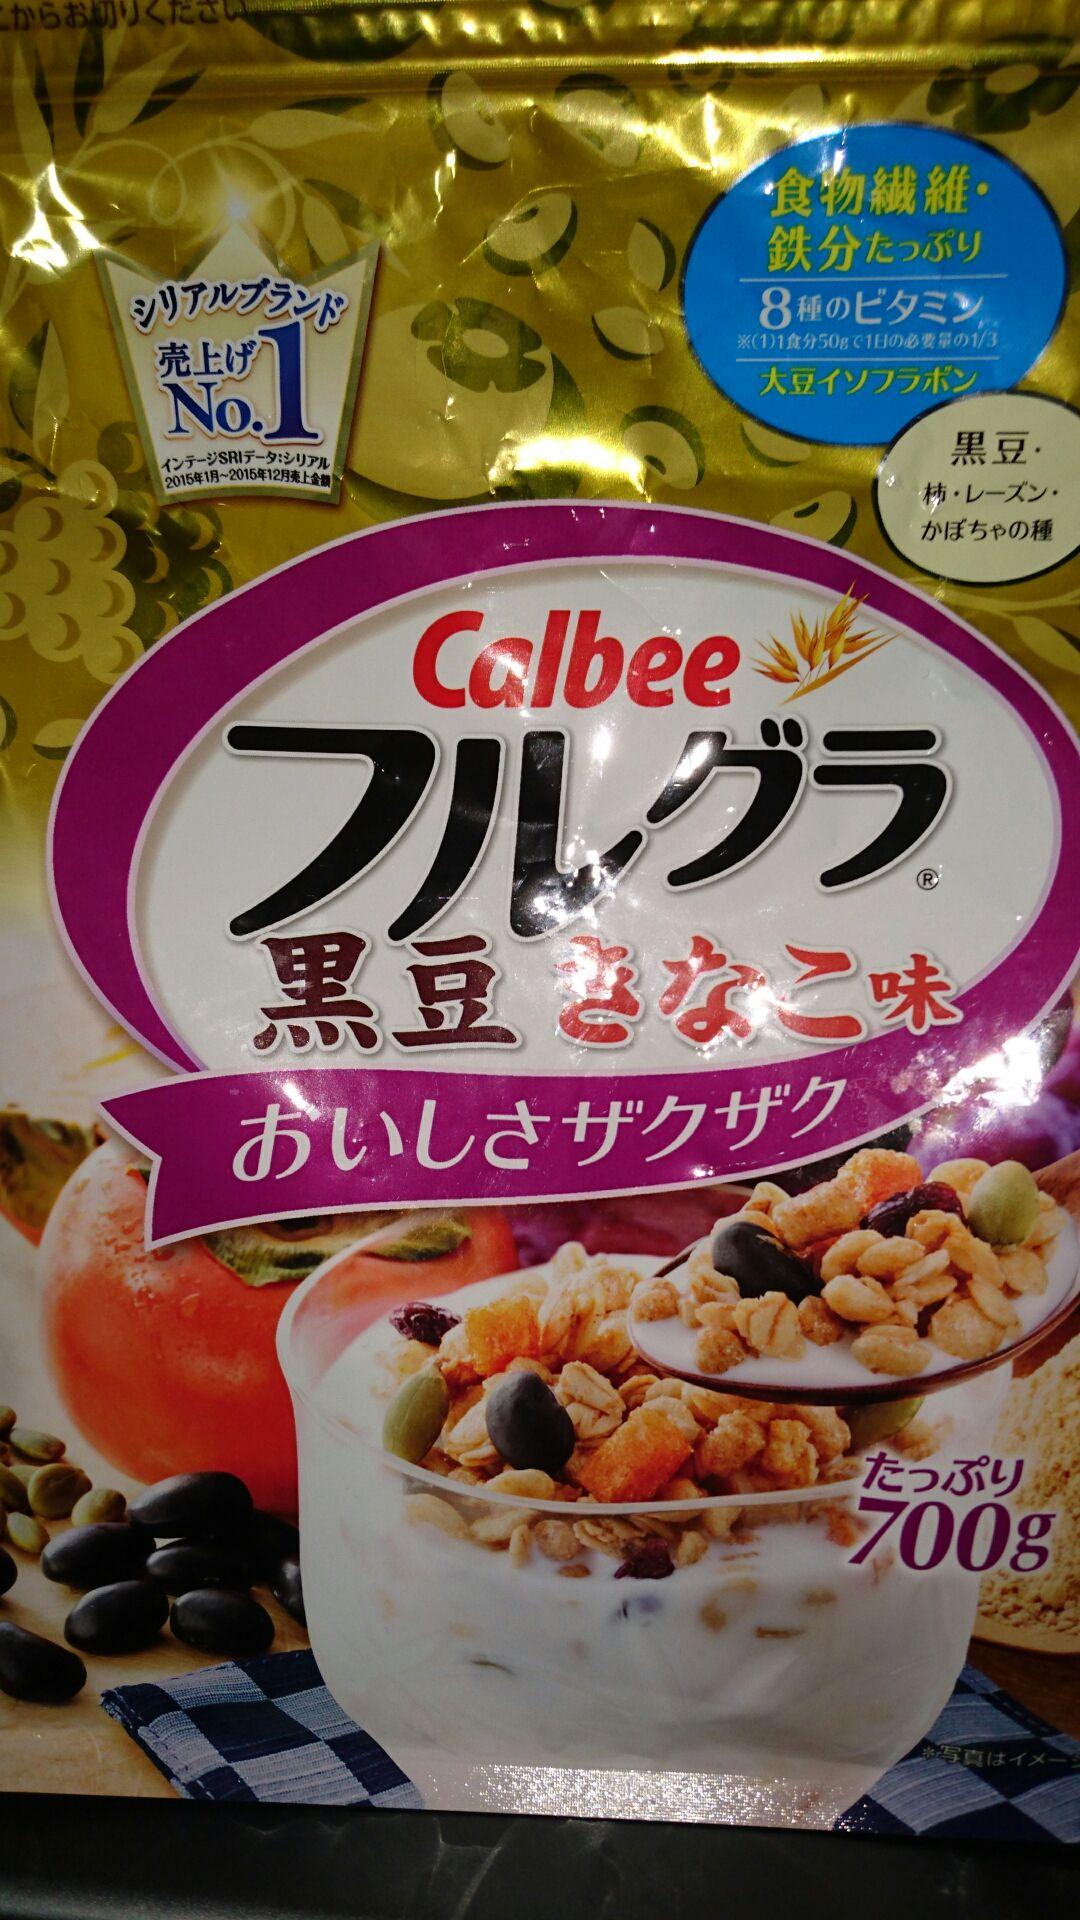 こからお切りください
シリアルブランド
売上げ
No.1
インテージSRIデータ:シリアル
2015年1月~2015年12月売上金額
食物繊維・
鉄分たっぷり
8種のビタミン
※(1)1食分50gで1日の必要量の1/3
大豆イソフラボン
黒豆・
柿・レーズン・
かぼちゃの種
Calbee
フルグラ®
黒豆 きなこ味
おいしさザクザク
たっぷり
700g
※写真はイメージ